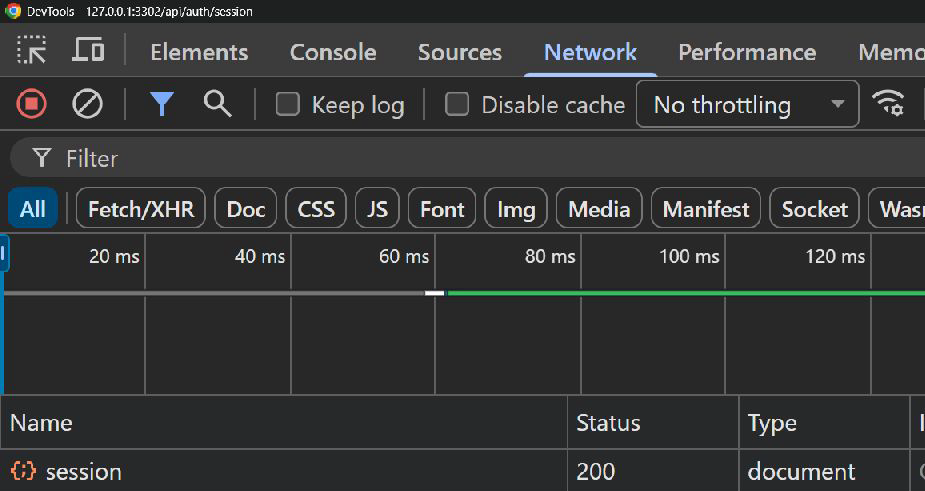 DevTools 127.0.0.1:3302/api/auth/session
Elements Console Sources Network Performance
Keep log Disable cache No throttling
Filter
All Fetch/XHR Doc CSS JS Font Img Media Manifest Socket
20 ms 40 ms 60 ms 80 ms 100 ms 120 ms
Name Status Type
session 200 document